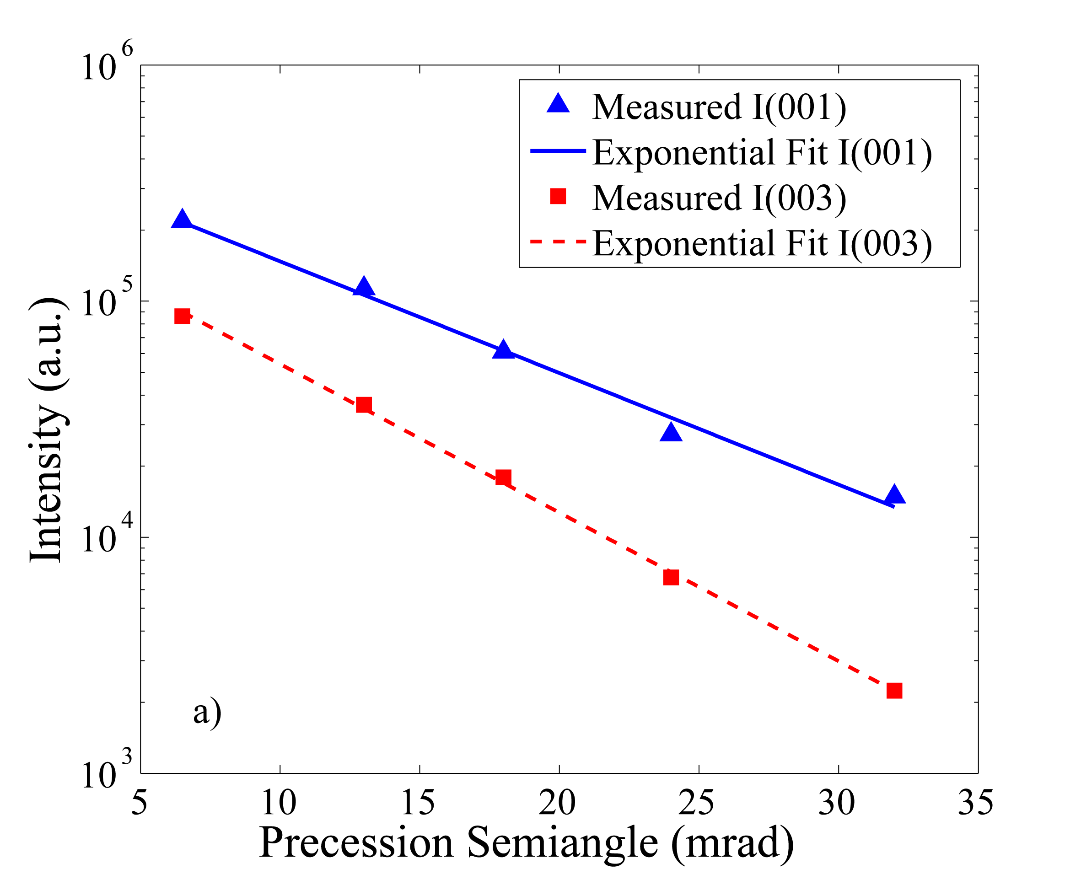 10^6
10^5
10^4
10^3
Intensity (a.u.)
Measured I(001)
Exponential Fit I(001)
Measured I(003)
Exponential Fit I(003)
a)
5 10 15 20 25 30 35
Precession Semiangle (mrad)